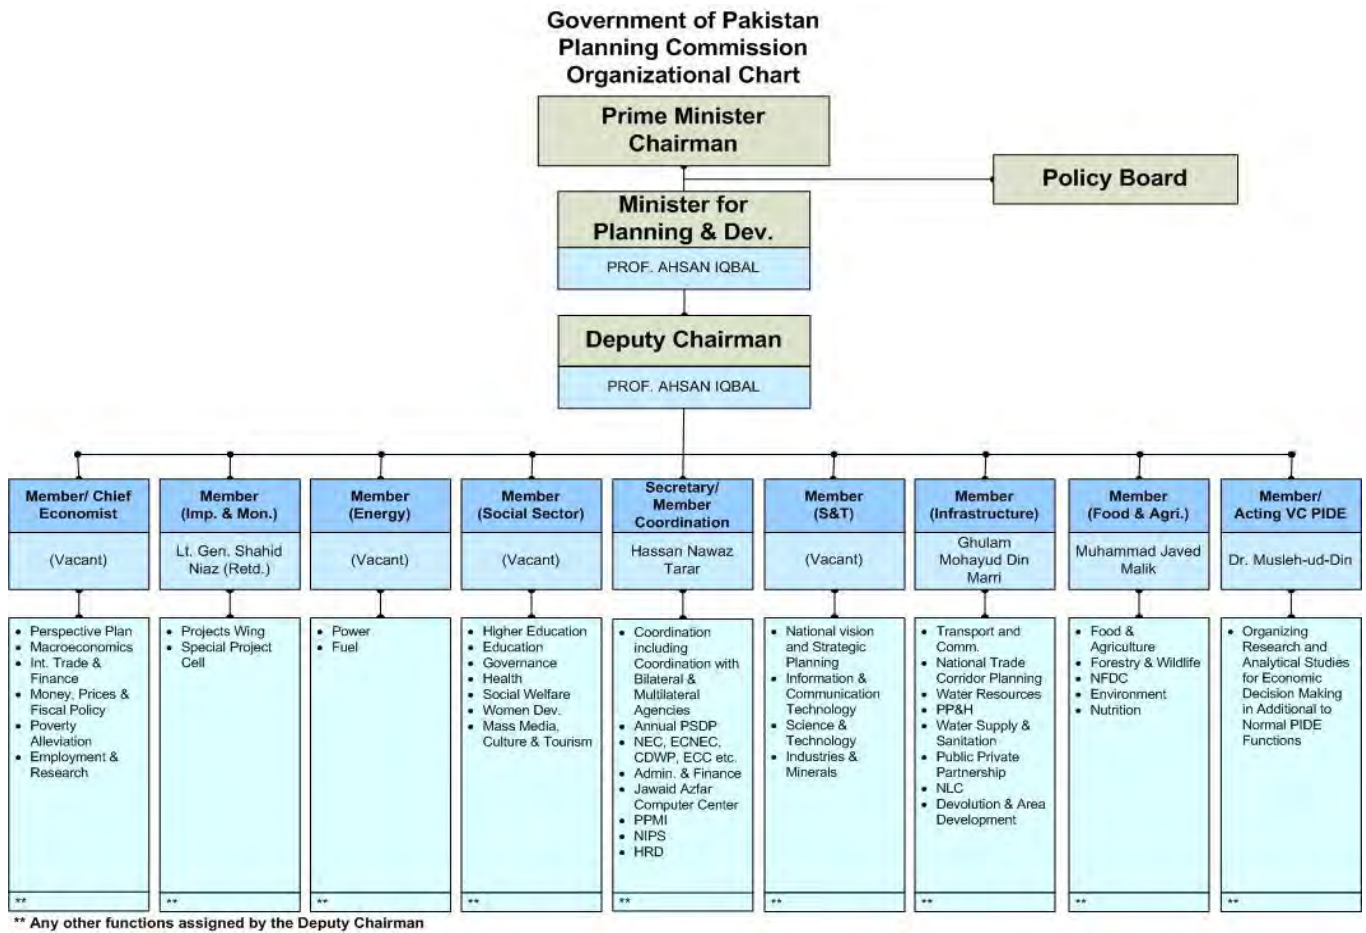 Government of Pakistan
Planning Commission
Organizational Chart
Prime Minister
Chairman
Policy Board
Minister for
Planning & Dev.
PROF. AHSAN IQBAL
Deputy Chairman
PROF. AHSAN IQBAL
Member/ Chief
Economist
(Vacant)
• Perspective Plan
• Macroeconomics
• Int. Trade &
Finance
• Money, Prices &
Fiscal Policy
• Poverty
Alleviation
• Employment &
Research
**
Member
(Imp. & Mon.)
Lt. Gen. Shahid
Niaz (Retd.)
• Projects Wing
• Special Project
Cell
**
Member
(Energy)
(Vacant)
• Power
• Fuel
**
Member
(Social Sector)
(Vacant)
• Higher Education
• Education
• Governance
• Health
• Social Welfare
• Women Dev.
• Mass Media,
Culture & Tourism
**
Secretary/
Member
Coordination
Hassan Nawaz
Tarar
• Coordination
including
Coordination with
Bilateral &
Multilateral
Agencies
• Annual PSDP
• NEC, ECNEC,
CDWP, ECC etc.
• Admin. & Finance
• Jawaid Azfar
Computer Center
• PPMI
• NIPS
• HRD
**
Member
(S&T)
(Vacant)
• National vision
and Strategic
Planning
• Information &
Communication
Technology
• Science &
Technology
• Industries &
Minerals
**
Member
(Infrastructure)
Ghulam
Mohayud Din
Marri
• Transport and
Comm.
• National Trade
Corridor Planning
• Water Resources
• PP&H
• Water Supply &
Sanitation
• Public Private
Partnership
• NLC
• Devolution & Area
Development
**
Member
(Food & Agri.)
Muhammad Javed
Malik
• Food &
Agriculture
• Forestry & Wildlife
• NFDC
• Environment
• Nutrition
**
Member/
Acting VC PIDE
Dr. Musleh-ud-Din
• Organizing
Research and
Analytical Studies
for Economic
Decision Making
in Additional to
Normal PIDE
Functions
**
** Any other functions assigned by the Deputy Chairman